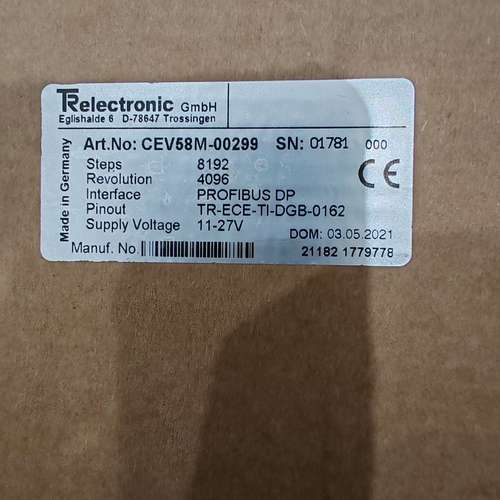 TRelectronic GmbH
Eglishalde 6 D-78647 Trossingen
Made in Germany
Art.No: CEV58M-00299 SN: 01781 000
Steps 8192
Revolution 4096
Interface PROFIBUS DP
Pinout TR-ECE-TI-DGB-0162
Supply Voltage 11-27V
CE
DOM: 03.05.2021
Manuf. No. 21182 1779778